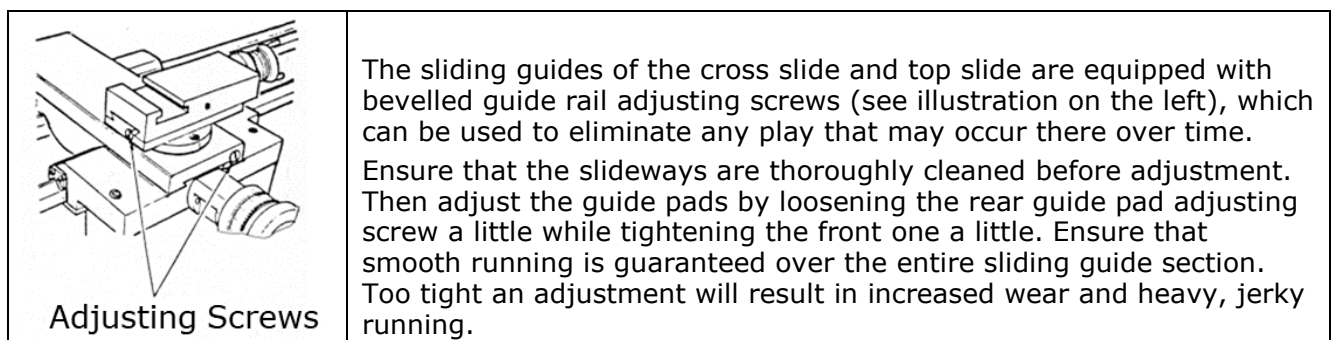 Adjusting Screws
The sliding guides of the cross slide and top slide are equipped with
bevelled guide rail adjusting screws (see illustration on the left), which
can be used to eliminate any play that may occur there over time.
Ensure that the slideways are thoroughly cleaned before adjustment.
Then adjust the guide pads by loosening the rear guide pad adjusting
screw a little while tightening the front one a little. Ensure that
smooth running is guaranteed over the entire sliding guide section.
Too tight an adjustment will result in increased wear and heavy, jerky
running.